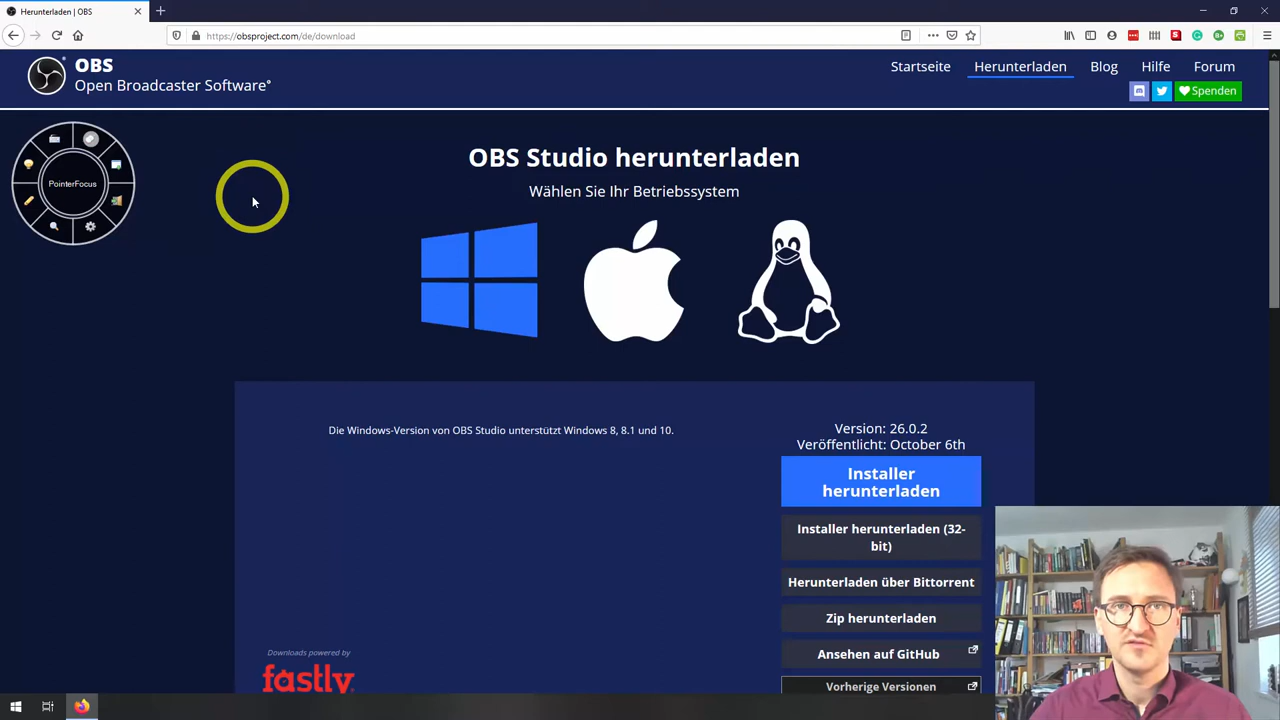 Herunterladen | OBS
https://obsproject.com/de/download
OBS
Open Broadcaster Software
Startseite
Herunterladen
Blog
Hilfe
Forum
Spenden
PointerFocus
OBS Studio herunterladen
Wählen Sie Ihr Betriebssystem
Die Windows-Version von OBS Studio unterstützt Windows 8, 8.1 und 10.
Version: 26.0.2
Veröffentlicht: October 6th
Installer
herunterladen
Installer herunterladen (32-
bit)
Herunterladen über Bittorrent
Zip herunterladen
Ansehen auf GitHub
Vorherige Versionen
Downloads powered by
fastly